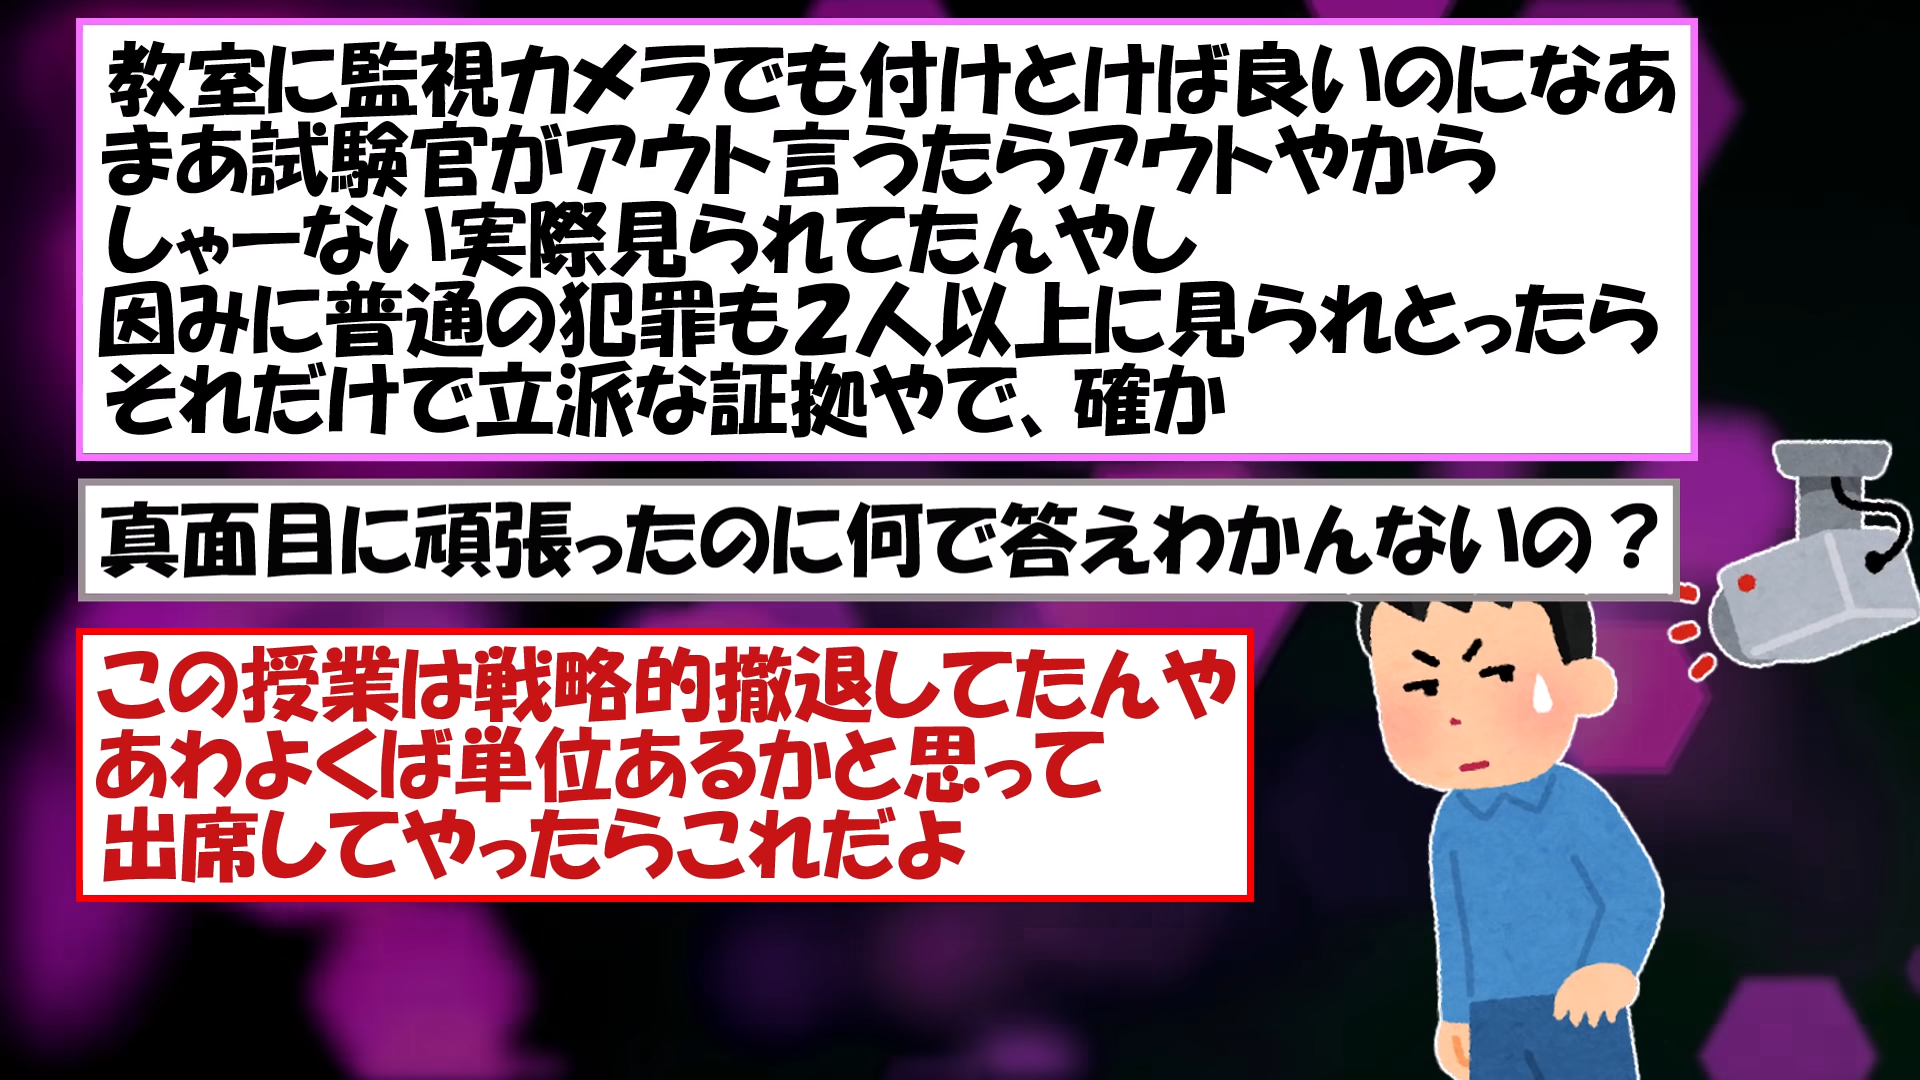 教室に監視カメラでも付けとけば良いのになあ
まあ試験官がアウト言うたらアウトやから
しゃーない実際見られてたんやし
因みに普通の犯罪も2人以上に見られとったら
それだけで立派な証拠やで、確か
真面目に頑張ったのに何で答えわかんないの？
この授業は戦略的撤退してたんや
あわよくば単位あるかと思って
出席してやったらこれだよ